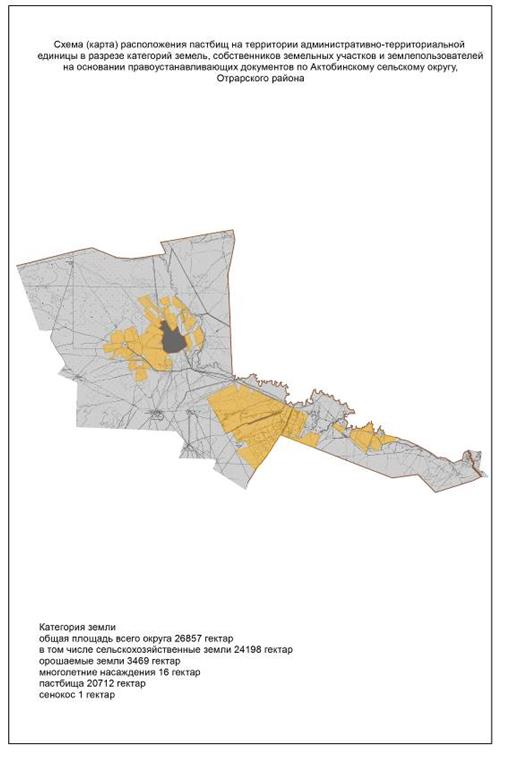 Схема (карта) расположения пастбищ на территории административно-территориальной
единицы в разрезе категорий земель, собственников земельных участков и землепользователей
на основании правоустанавливающих документов по Актобинскому сельскому округу,
Отрарского района
Категория земли
общая площадь всего округа 26857 гектар
в том числе сельскохозяйственные земли 24198 гектар
орошаемые земли 3469 гектар
многолетние насаждения 16 гектар
пастбища 20712 гектар
сенокос 1 гектар